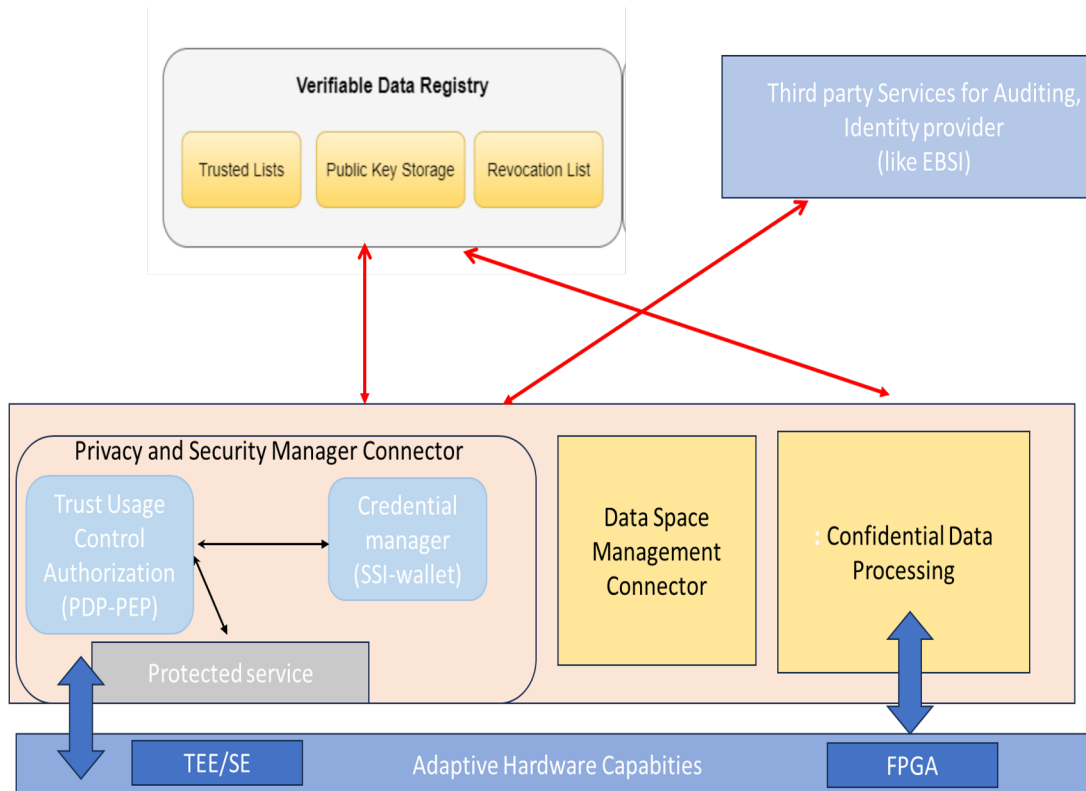 Verifiable Data Registry
Trusted Lists
Public Key Storage
Revocation List
Third party Services for Auditing,
Identity provider
(like EBSI)
Privacy and Security Manager Connector
Trust Usage
Control
Authorization
(PDP-PEP)
Credential
manager
(SSI-wallet)
Protected service
Data Space
Management
Connector
: Confidential Data
Processing
TEE/SE
Adaptive Hardware Capabities
FPGA